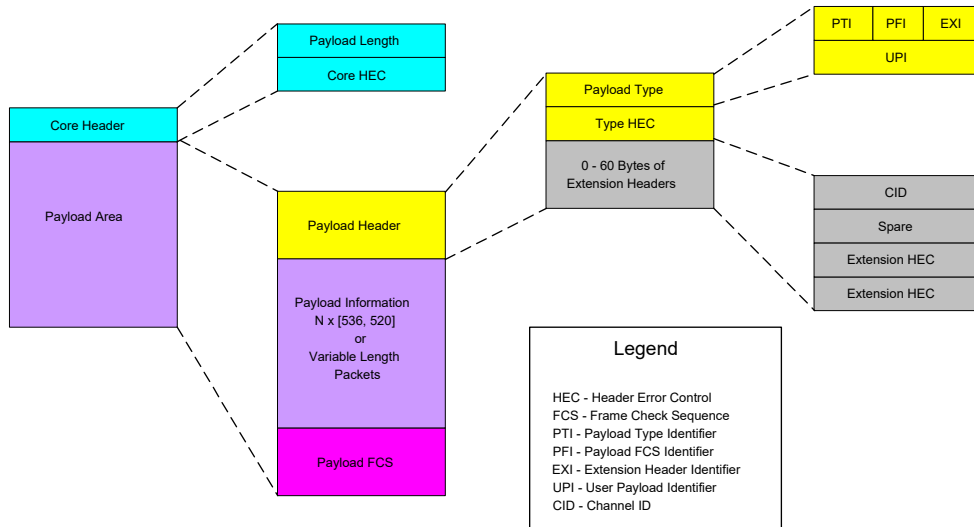 Core Header
Payload Area
Payload Length
Core HEC
Payload Header
Payload Information
N x [536, 520]
or
Variable Length
Packets
Payload FCS
Payload Type
Type HEC
0 - 60 Bytes of
Extension Headers
PTI PFI EXI
UPI
CID
Spare
Extension HEC
Extension HEC
Legend
HEC - Header Error Control
FCS - Frame Check Sequence
PTI - Payload Type Identifier
PFI - Payload FCS Identifier
EXI - Extension Header Identifier
UPI - User Payload Identifier
CID - Channel ID